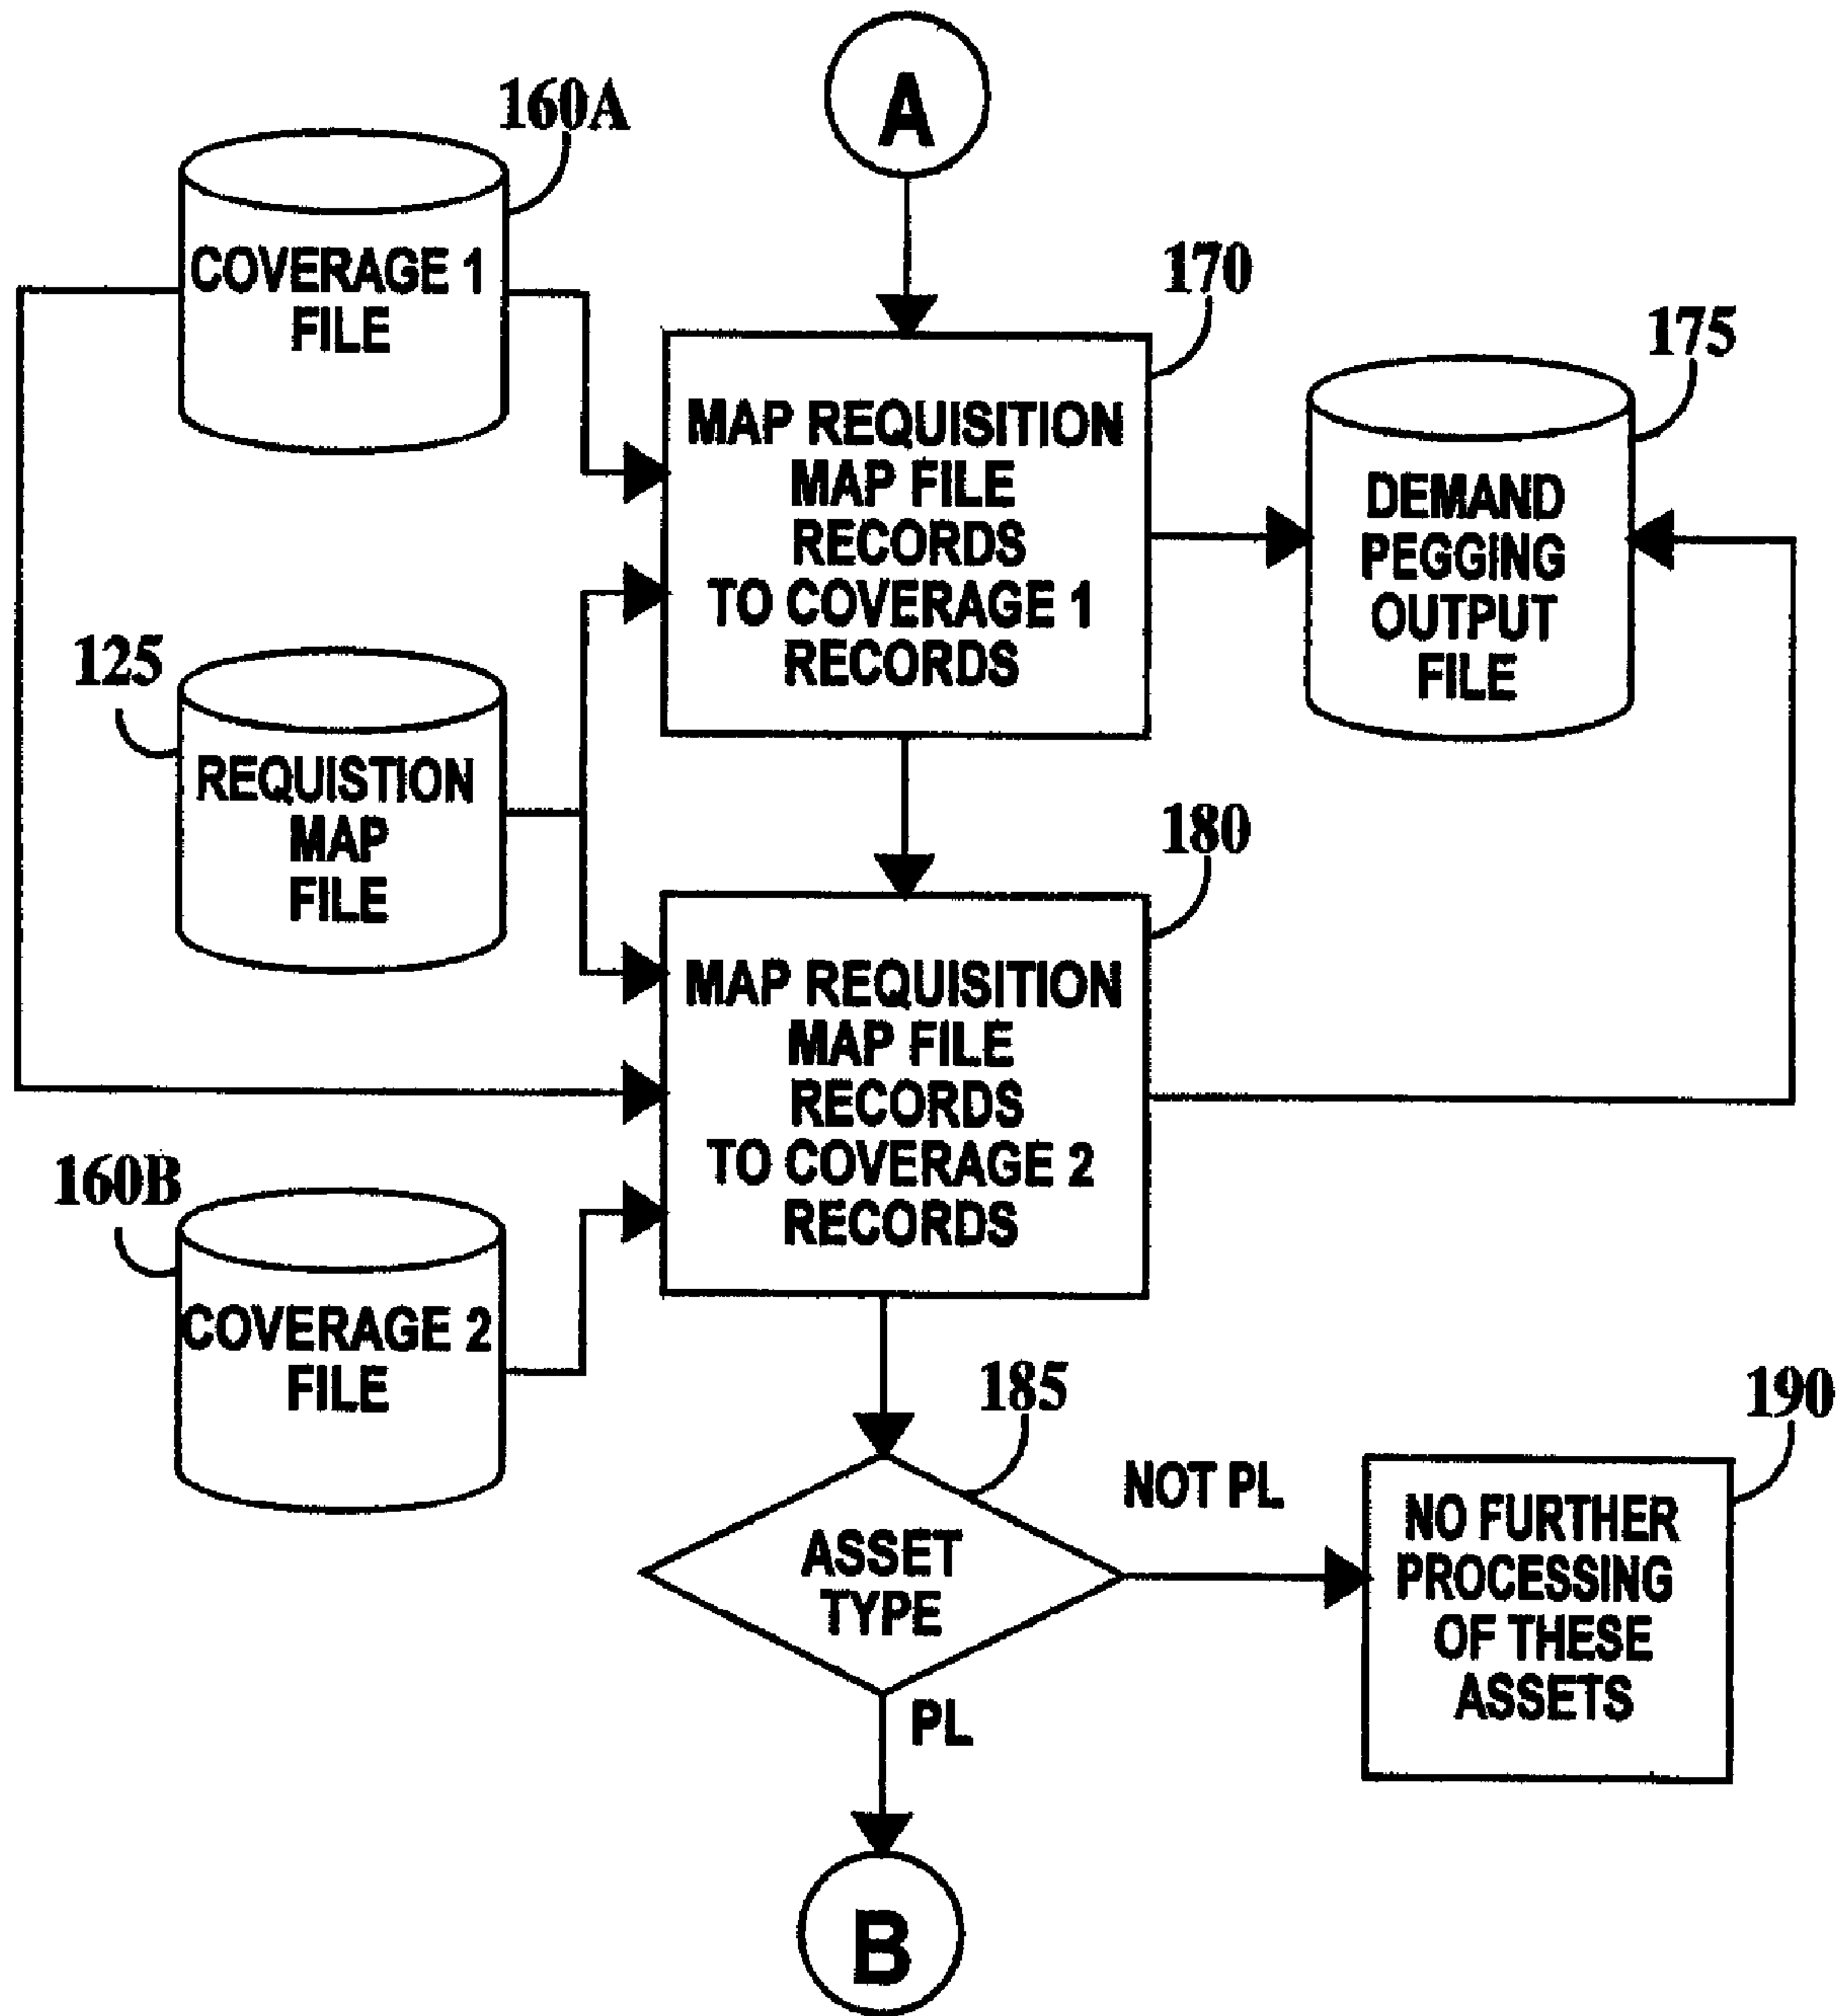 A
160A
COVERAGE 1
FILE
170
MAP REQUISITION
MAP FILE
RECORDS
TO COVERAGE 1
RECORDS
175
DEMAND
PEGGING
OUTPUT
FILE
125
REQUISTION
MAP
FILE
180
MAP REQUISITION
MAP FILE
RECORDS
TO COVERAGE 2
RECORDS
160B
COVERAGE 2
FILE
185
ASSET
TYPE
NOT PL
190
NO FURTHER
PROCESSING
OF THESE
ASSETS
PL
B